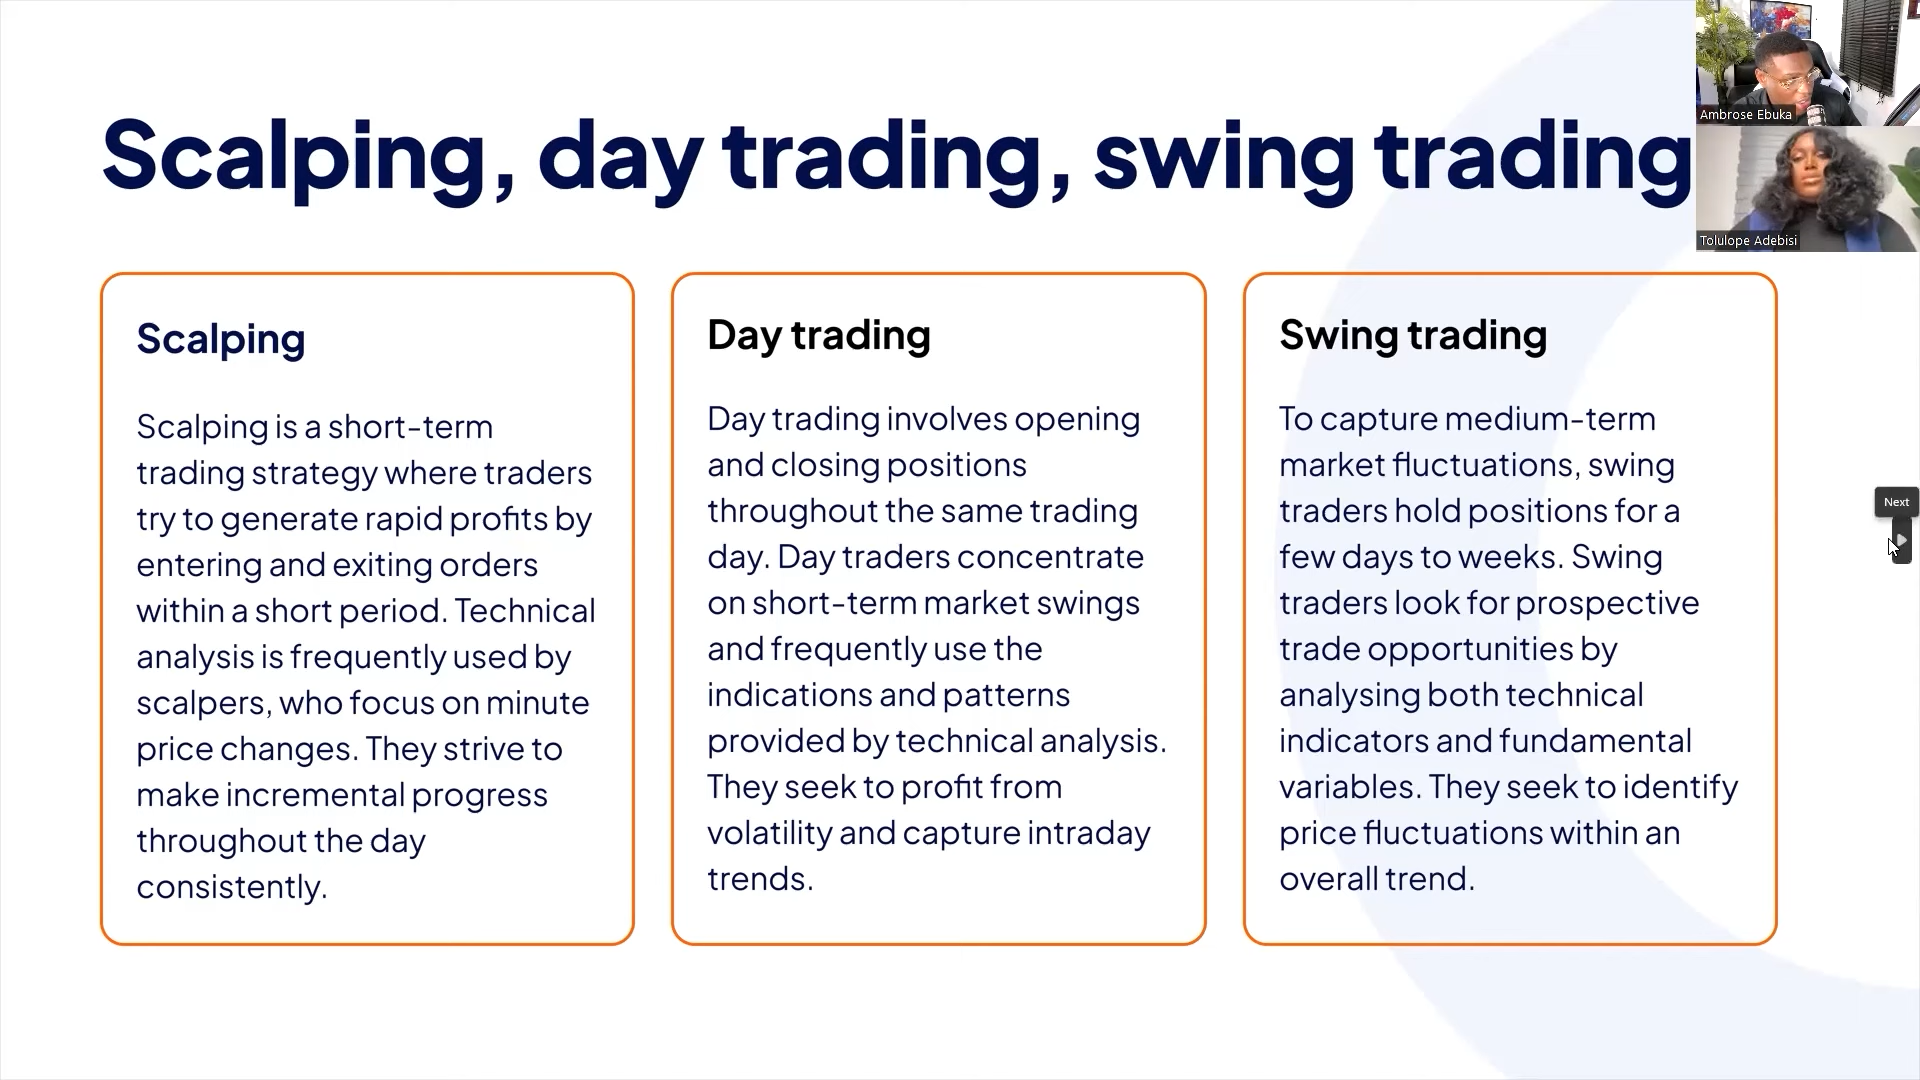 Scalping, day trading, swing trading
Ambrose Ebuka
Tolulope Adebisi
Scalping
Scalping is a short-term
trading strategy where traders
try to generate rapid profits by
entering and exiting orders
within a short period. Technical
analysis is frequently used by
scalpers, who focus on minute
price changes. They strive to
make incremental progress
throughout the day
consistently.
Day trading
Day trading involves opening
and closing positions
throughout the same trading
day. Day traders concentrate
on short-term market swings
and frequently use the
indications and patterns
provided by technical analysis.
They seek to profit from
volatility and capture intraday
trends.
Swing trading
To capture medium-term
market fluctuations, swing
traders hold positions for a
few days to weeks. Swing
traders look for prospective
trade opportunities by
analysing both technical
indicators and fundamental
variables. They seek to identify
price fluctuations within an
overall trend.
Next